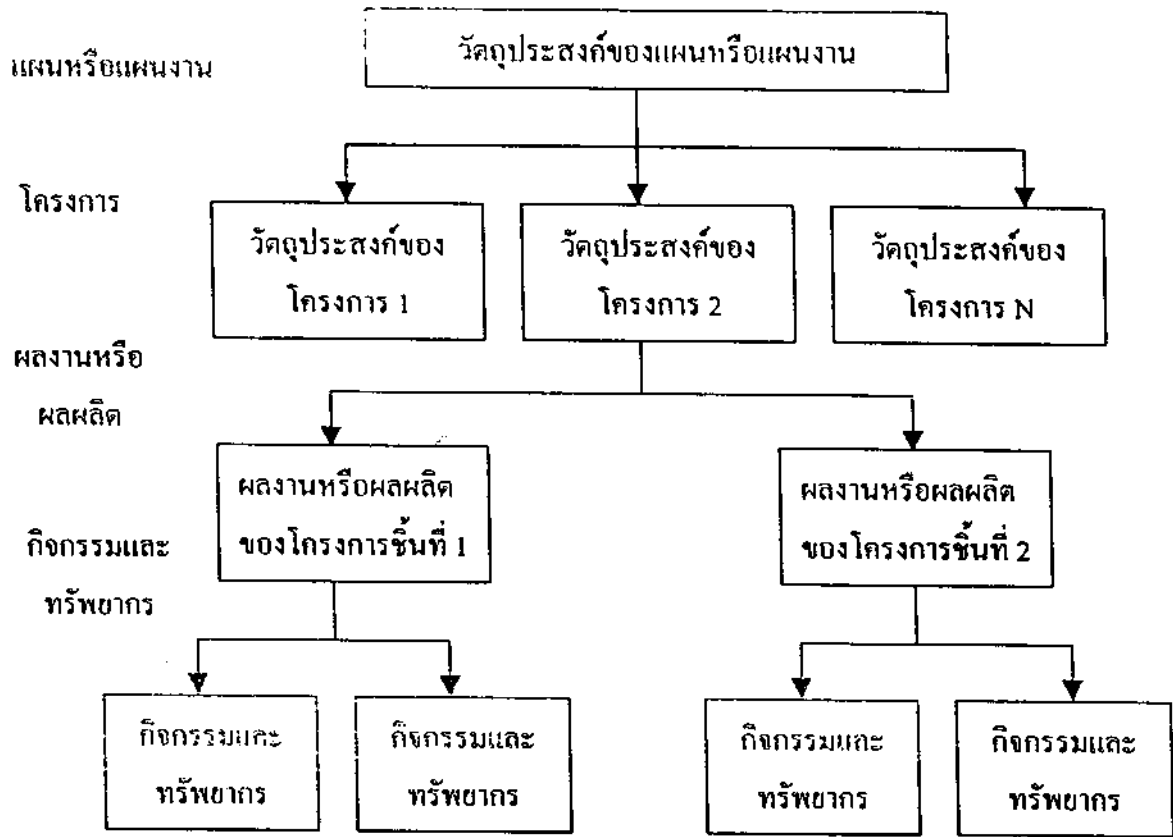 แผนหรือแผนงาน
วัตถุประสงค์ของแผนหรือแผนงาน
โครงการ
วัตถุประสงค์ของ
โครงการ 1
วัตถุประสงค์ของ
โครงการ 2
วัตถุประสงค์ของ
โครงการ N
ผลงานหรือ
ผลผลิต
ผลงานหรือผลผลิต
ของโครงการชิ้นที่ 1
ผลงานหรือผลผลิต
ของโครงการชิ้นที่ 2
กิจกรรมและ
ทรัพยากร
กิจกรรมและ
ทรัพยากร
กิจกรรมและ
ทรัพยากร
กิจกรรมและ
ทรัพยากร
กิจกรรมและ
ทรัพยากร